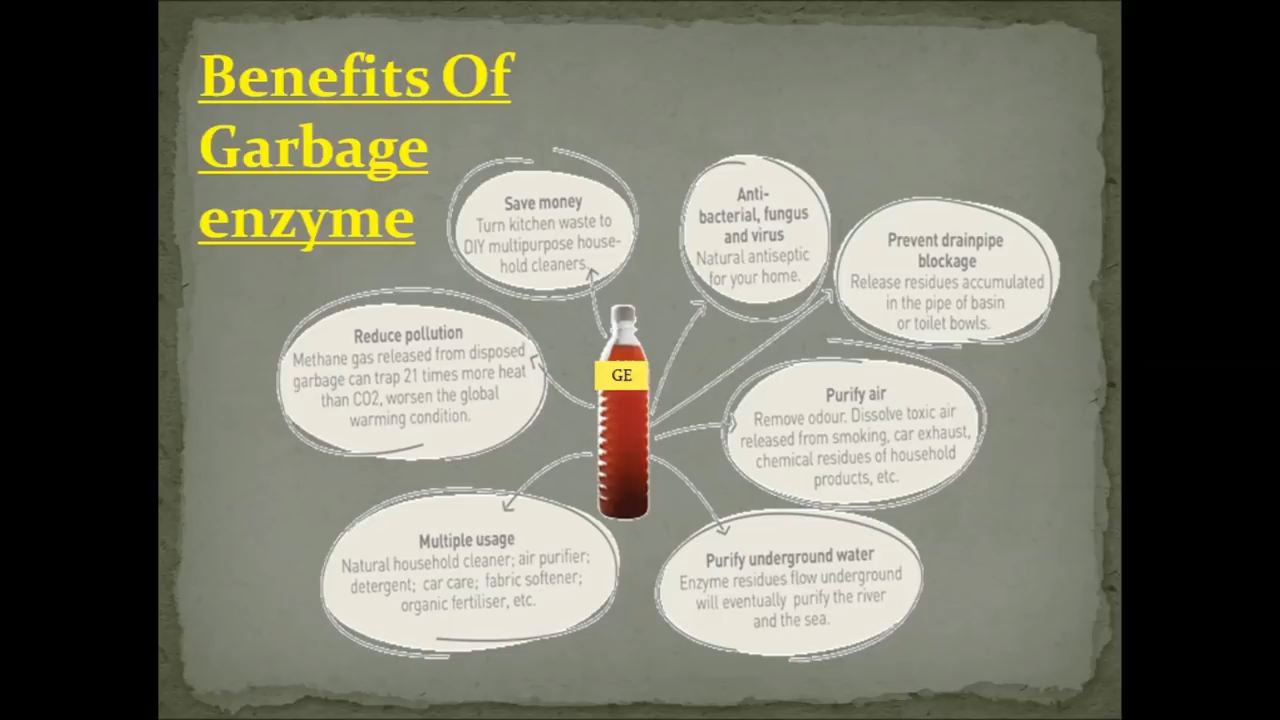 Benefits Of
Garbage
enzyme
Save money
Turn kitchen waste to
DIY multipurpose house-
hold cleaners.
Anti-
bacterial, fungus
and virus
Natural antiseptic
for your home.
Prevent drainpipe
blockage
Release residues accumulated
in the pipe of basin
or toilet bowls.
Reduce pollution
Methane gas released from disposed
garbage can trap 21 times more heat
than CO2, worsen the global
warming condition.
GE
Purify air
Remove odour. Dissolve toxic air
released from smoking, car exhaust,
chemical residues of household
products, etc.
Multiple usage
Natural household cleaner; air purifier;
detergent; car care; fabric softener;
organic fertiliser, etc.
Purify underground water
Enzyme residues flow underground
will eventually purify the river
and the sea.